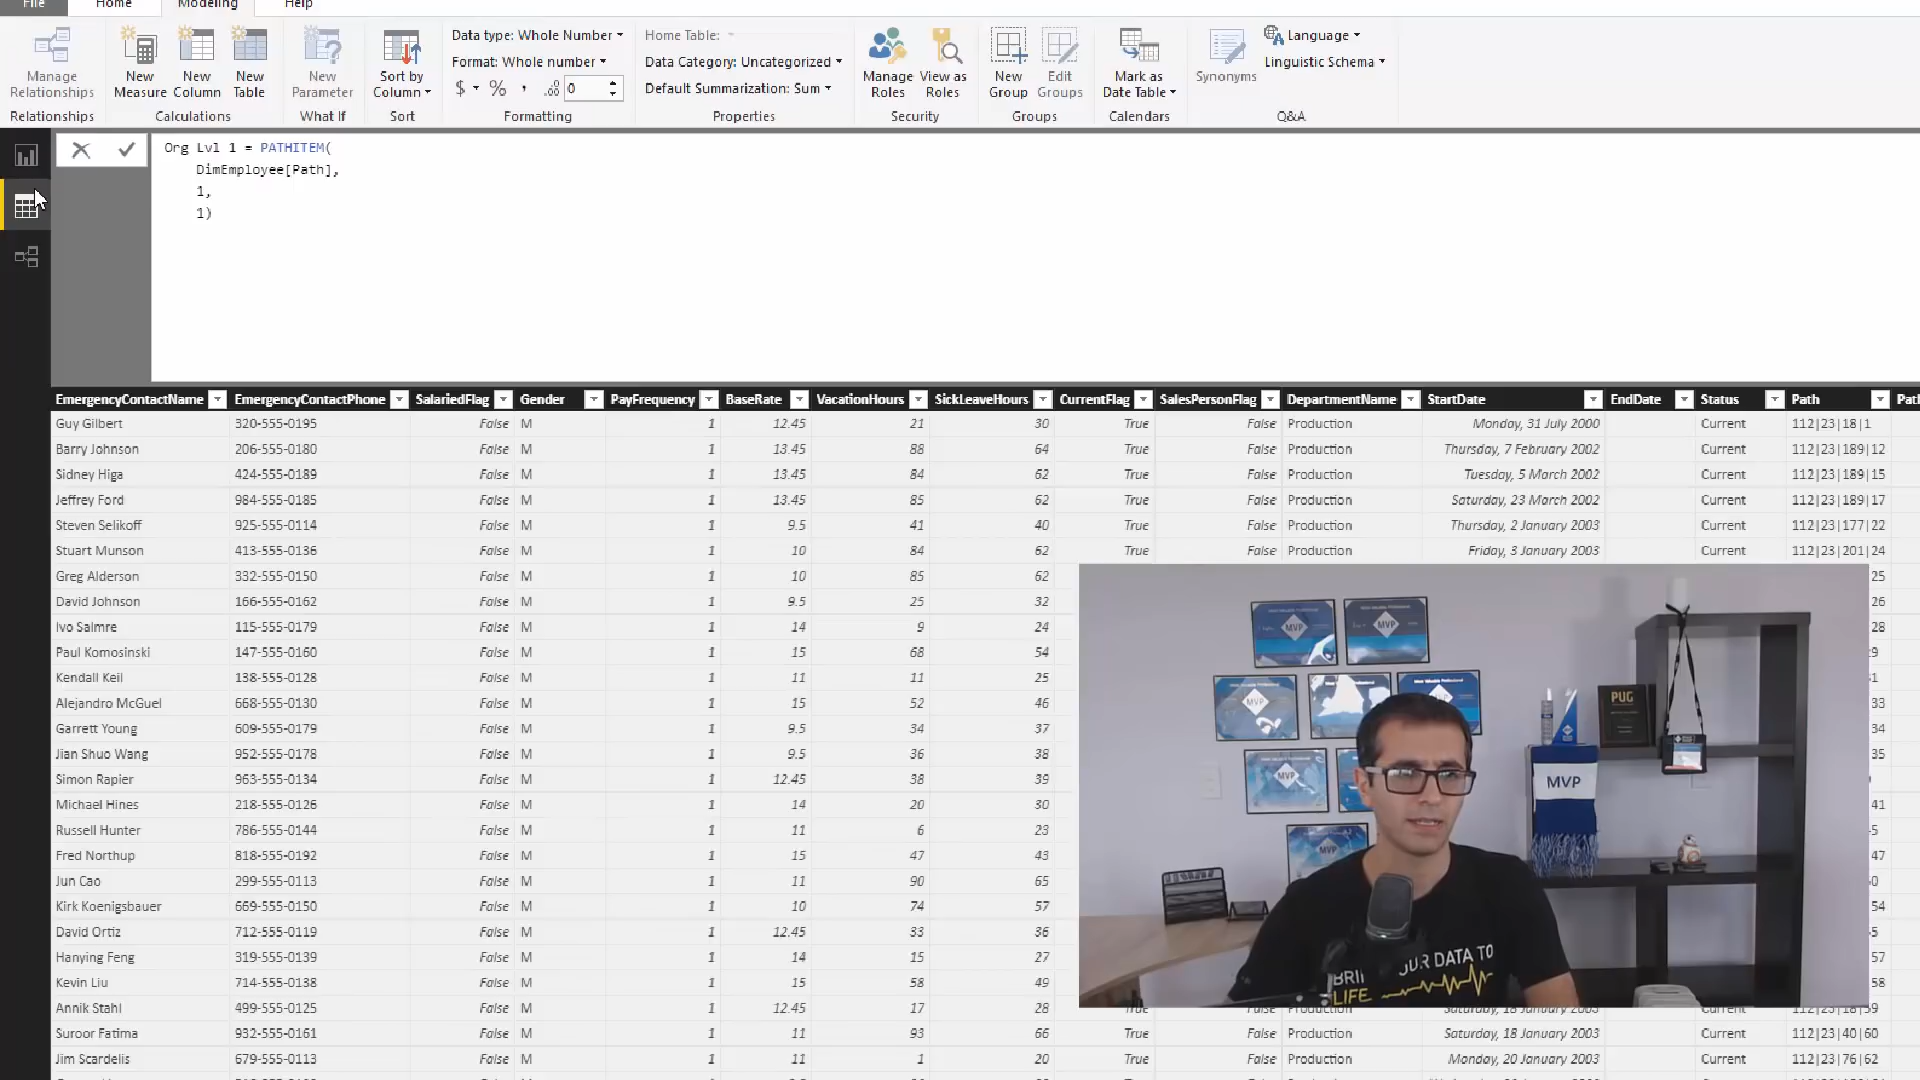 File Home Modeling Help
Manage Relationships
Relationships
New Measure
New Column
New Table
Calculations
New Parameter
What If
Sort by Column
Sort
Data type: Whole Number
Format: Whole number
$ % , .00 0
Formatting
Home Table:
Data Category: Uncategorized
Default Summarization: Sum
Properties
Manage Roles
View as Roles
Security
New Group
Edit Groups
Groups
Mark as Date Table
Calendars
Synonyms
Language
Linguistic Schema
Q&A
Org Lvl 1 = PATHITEM(
DimEmployee[Path],
1,
1)
EmergencyContactName EmergencyContactPhone SalariedFlag Gender PayFrequency BaseRate VacationHours SickLeaveHours CurrentFlag SalesPersonFlag DepartmentName StartDate EndDate Status Path
Guy Gilbert 320-555-0195 False M 1 12.45 21 30 True False Production Monday, 31 July 2000 Current 112|23|18|1
Barry Johnson 206-555-0180 False M 1 13.45 88 64 True False Production Thursday, 7 February 2002 Current 112|23|189|12
Sidney Higa 424-555-0189 False M 1 13.45 84 62 True False Production Tuesday, 5 March 2002 Current 112|23|189|15
Jeffrey Ford 984-555-0185 False M 1 13.45 85 62 True False Production Saturday, 23 March 2002 Current 112|23|189|17
Steven Selikoff 925-555-0114 False M 1 9.5 41 40 True False Production Thursday, 2 January 2003 Current 112|23|177|22
Stuart Munson 413-555-0136 False M 1 10 84 62 True False Production Friday, 3 January 2003 Current 112|23|201|24
Greg Alderson 332-555-0150 False M 1 10 85 62 25
David Johnson 166-555-0162 False M 1 9.5 25 32 26
Ivo Salmre 115-555-0179 False M 1 14 9 24 28
Paul Komosinski 147-555-0160 False M 1 15 68 54
Kendall Keil 138-555-0128 False M 1 11 11 25
Alejandro McGuel 668-555-0130 False M 1 15 52 46 33
Garrett Young 609-555-0179 False M 1 9.5 34 37 34
Jian Shuo Wang 952-555-0178 False M 1 9.5 36 38 35
Simon Rapier 963-555-0134 False M 1 12.45 38 39
Michael Hines 218-555-0126 False M 1 14 20 30 41
Russell Hunter 786-555-0144 False M 1 11 6 23
Fred Northup 818-555-0192 False M 1 15 47 43 47
Jun Cao 299-555-0113 False M 1 11 90 65
Kirk Koenigsbauer 669-555-0150 False M 1 10 74 57 54
David Ortiz 712-555-0119 False M 1 12.45 33 36
Hanying Feng 319-555-0139 False M 1 14 15 27 57
Kevin Liu 714-555-0138 False M 1 15 58 49 58
Annik Stahl 499-555-0125 False M 1 12.45 17 28
Suroor Fatima 932-555-0161 False M 1 11 93 66 True False Production Saturday, 18 January 2003 Current 112|23|40|60
Jim Scardelis 679-555-0113 False M 1 11 1 20 True False Production Monday, 20 January 2003 Current 112|23|76|62
MVP
MVP
MVP
MVP
MVP
MVP
PUG
MVP
YOUR DATA TO
LIFE